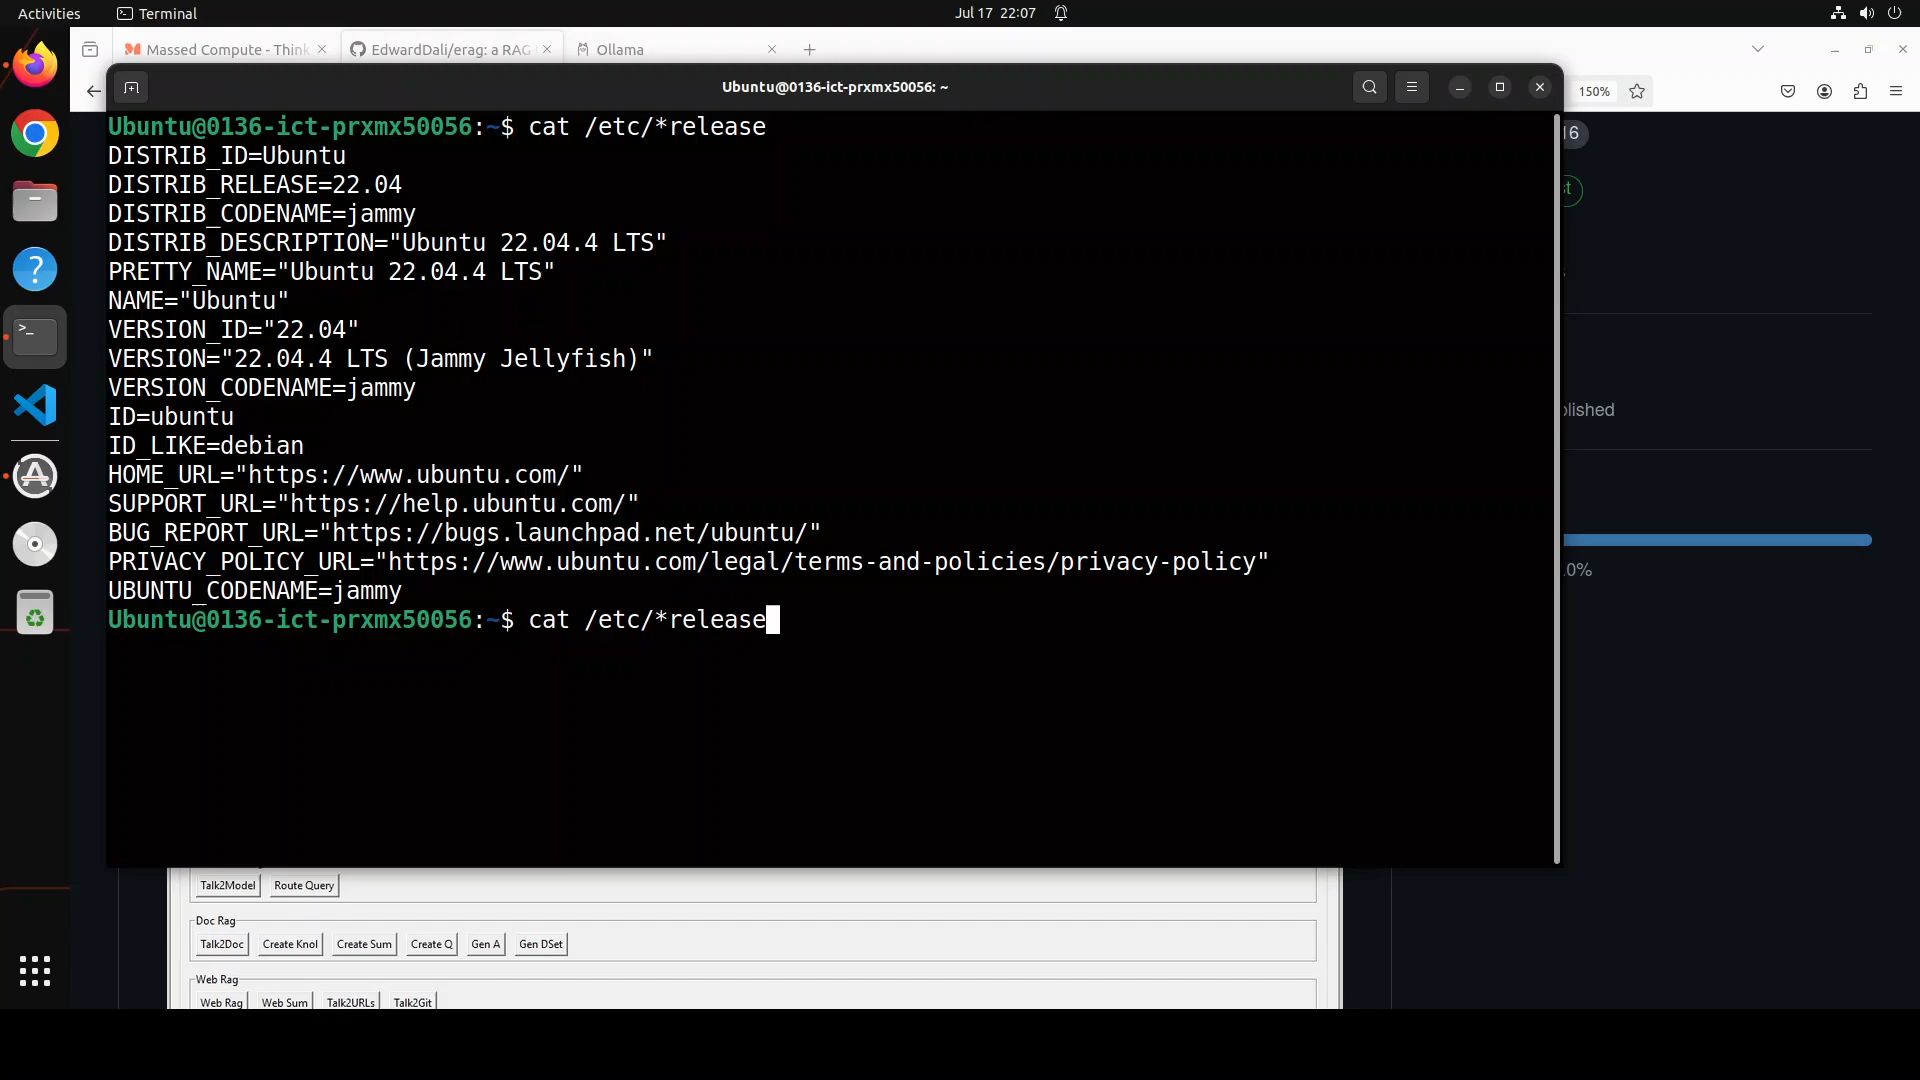 Activities
Terminal
Jul 17 22:07
Massed Compute - Think
EdwardDali/erag: a RAG
Ollama
Ubuntu@0136-ict-prxmx50056: ~
150%
Ubuntu@0136-ict-prxmx50056:~$ cat /etc/*release
DISTRIB_ID=Ubuntu
DISTRIB_RELEASE=22.04
DISTRIB_CODENAME=jammy
DISTRIB_DESCRIPTION="Ubuntu 22.04.4 LTS"
PRETTY_NAME="Ubuntu 22.04.4 LTS"
NAME="Ubuntu"
VERSION_ID="22.04"
VERSION="22.04.4 LTS (Jammy Jellyfish)"
VERSION_CODENAME=jammy
ID=ubuntu
ID_LIKE=debian
HOME_URL="https://www.ubuntu.com/"
SUPPORT_URL="https://help.ubuntu.com/"
BUG_REPORT_URL="https://bugs.launchpad.net/ubuntu/"
PRIVACY_POLICY_URL="https://www.ubuntu.com/legal/terms-and-policies/privacy-policy"
UBUNTU_CODENAME=jammy
Ubuntu@0136-ict-prxmx50056:~$ cat /etc/*release
Talk2Model Route Query
Doc Rag
Talk2Doc Create Knol Create Sum Create Q Gen A Gen DSet
Web Rag
Web Rag Web Sum Talk2URLs Talk2Git